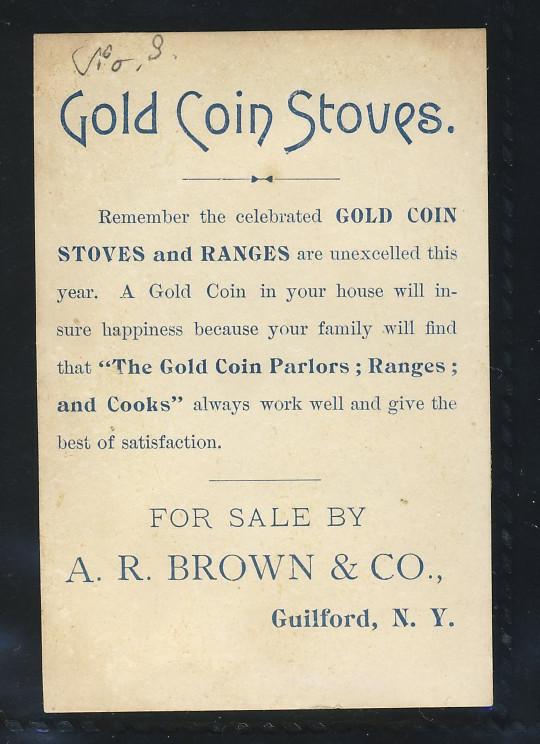 No. 3.
Gold Coin Stoves.
Remember the celebrated GOLD COIN
STOVES and RANGES are unexcelled this
year. A Gold Coin in your house will in-
sure happiness because your family will find
that “The Gold Coin Parlors ; Ranges ;
and Cooks” always work well and give the
best of satisfaction.
FOR SALE BY
A. R. BROWN & CO.,
Guilford, N. Y.